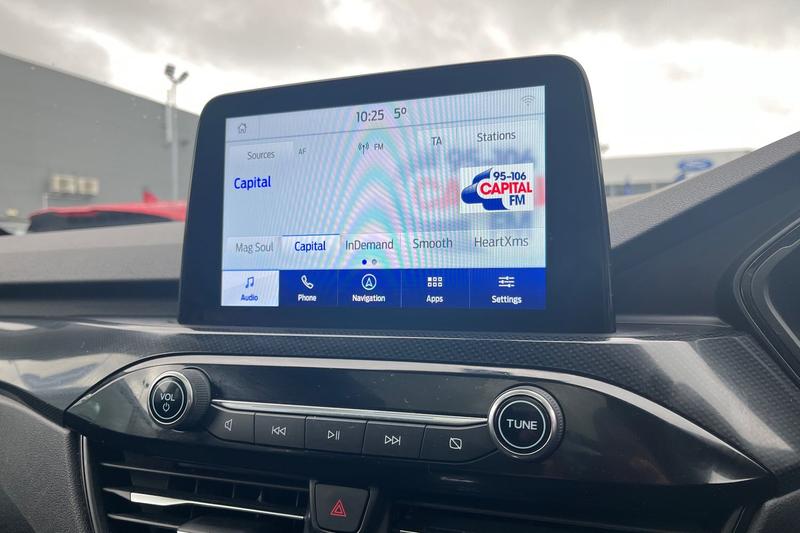 10:25 5°
Sources AF FM TA Stations
Capital
95-106
CAPITAL
FM
Mag Soul Capital InDemand Smooth HeartXms
Audio Phone Navigation Apps Settings
VOL
TUNE